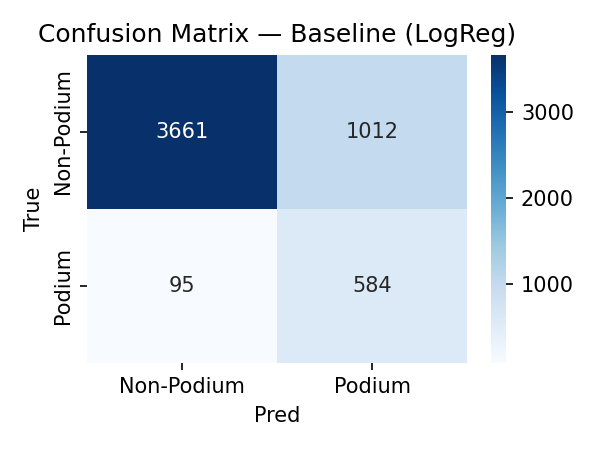 Confusion Matrix — Baseline (LogReg)
True
Non-Podium
3661
1012
Podium
95
584
Non-Podium
Podium
Pred
3000
2000
1000